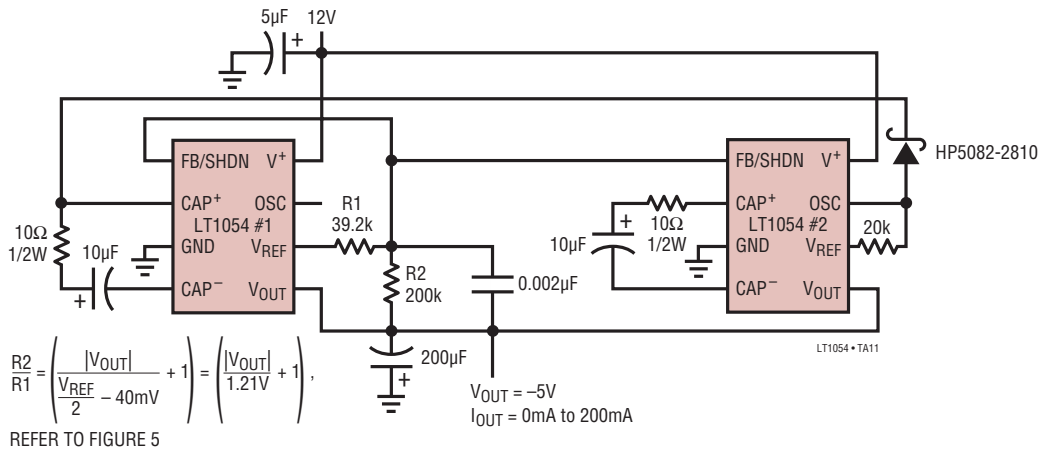 5µF 12V
+
FB/SHDN V+
CAP+ OSC
LT1054 #1
GND VREF
CAP− VOUT
10Ω
1/2W
10µF
+
R1
39.2k
R2
200k
0.002µF
200µF
+
FB/SHDN V+
CAP+ OSC
LT1054 #2
GND VREF
CAP− VOUT
+
10Ω
1/2W
10µF
20k
HP5082-2810
LT1054 • TA11
VOUT = –5V
IOUT = 0mA to 200mA
R2/R1 = (|VOUT|/(VREF/2 – 40mV) + 1) = (|VOUT|/1.21V + 1),
REFER TO FIGURE 5